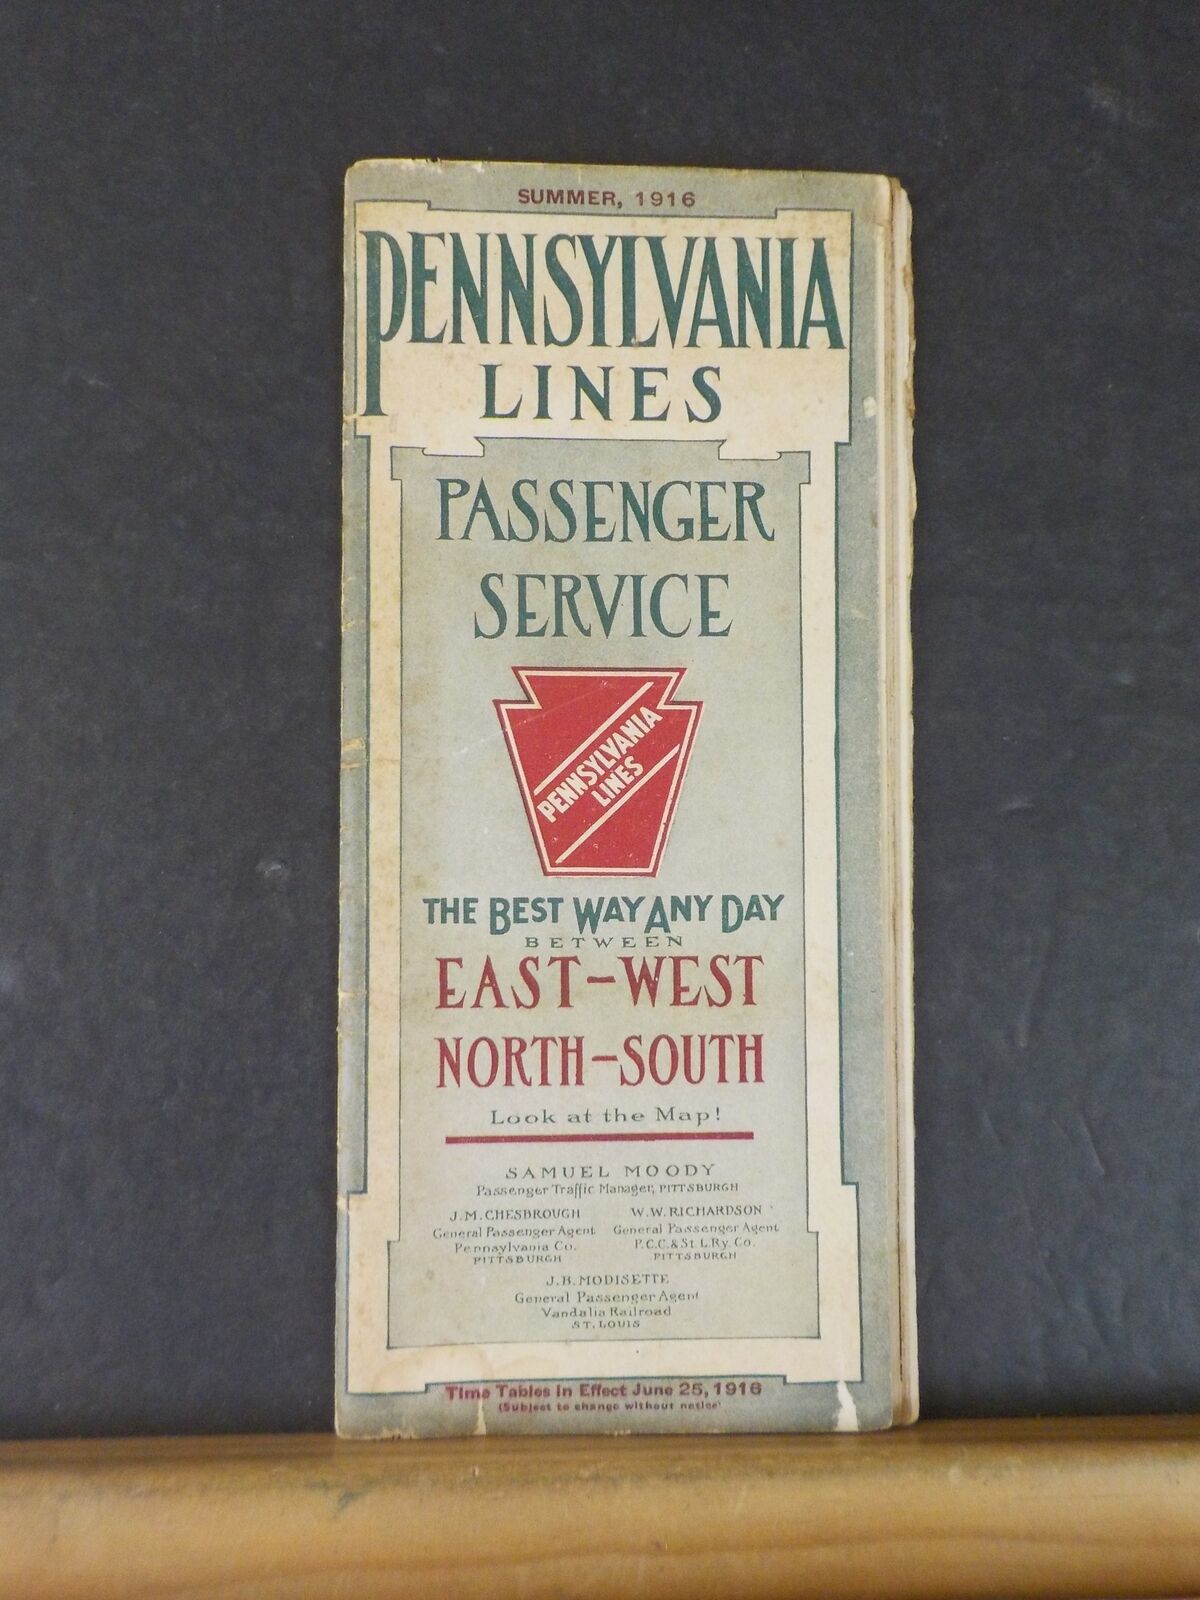 SUMMER, 1916
PENNSYLVANIA
LINES
PASSENGER
SERVICE
PENNSYLVANIA
LINES
THE BEST WAY ANY DAY
BETWEEN
EAST-WEST
NORTH-SOUTH
Look at the Map!
SAMUEL MOODY
Passenger Traffic Manager, PITTSBURGH
J. M. CHESBROUGH
General Passenger Agent
Pennsylvania Co.
PITTSBURGH
W. W. RICHARDSON
General Passenger Agent
P. C. C. & St. L. Ry. Co.
PITTSBURGH
J. B. MODISETTE
General Passenger Agent
Vandalia Railroad
ST. LOUIS
Time Tables In Effect June 25, 1916
(Subject to change without notice